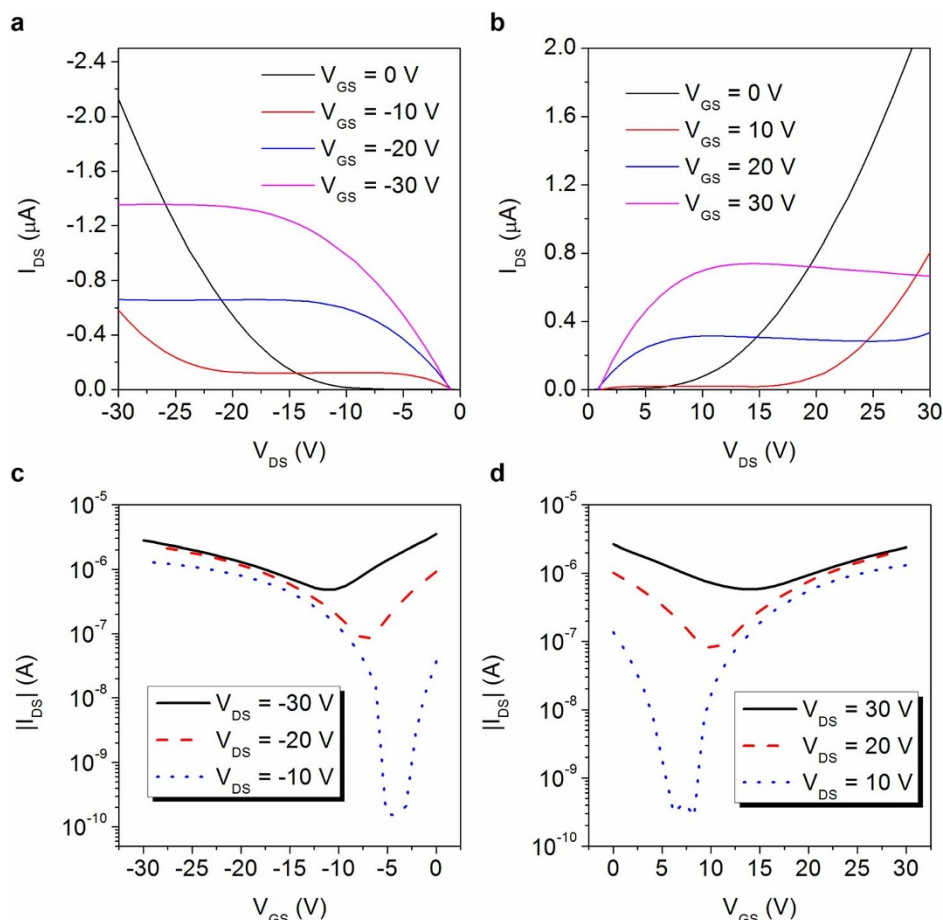 a
-2.4
-2.0
-1.6
-1.2
-0.8
-0.4
0.0
I_DS (μA)
V_GS = 0 V
V_GS = -10 V
V_GS = -20 V
V_GS = -30 V
-30 -25 -20 -15 -10 -5 0
V_DS (V)
b
2.0
1.6
1.2
0.8
0.4
0.0
I_DS (μA)
V_GS = 0 V
V_GS = 10 V
V_GS = 20 V
V_GS = 30 V
0 5 10 15 20 25 30
V_DS (V)
c
10^-5
10^-6
10^-7
10^-8
10^-9
10^-10
||I_DS| (A)
V_DS = -30 V
V_DS = -20 V
V_DS = -10 V
-30 -25 -20 -15 -10 -5 0
V_GS (V)
d
10^-5
10^-6
10^-7
10^-8
10^-9
10^-10
||I_DS| (A)
V_DS = 30 V
V_DS = 20 V
V_DS = 10 V
0 5 10 15 20 25 30
V_GS (V)